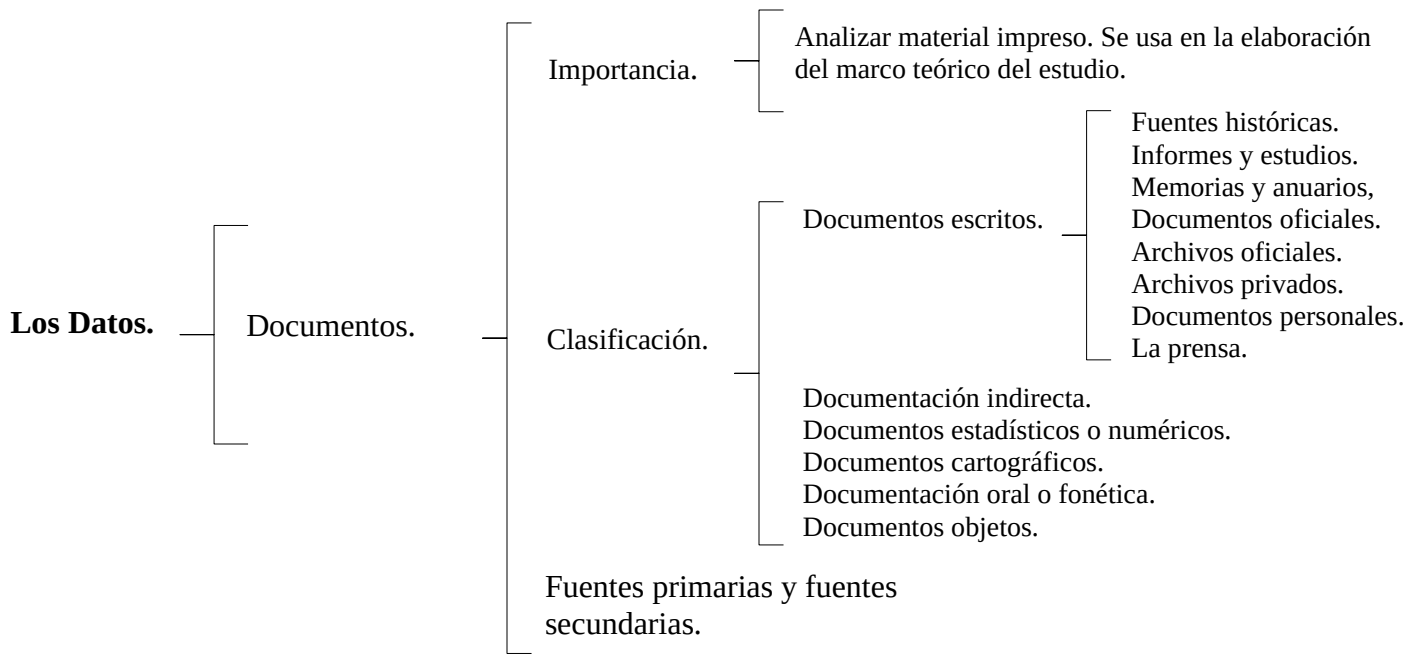 Los Datos.
Documentos.
Importancia.
Analizar material impreso. Se usa en la elaboración
del marco teórico del estudio.
Clasificación.
Documentos escritos.
Fuentes históricas.
Informes y estudios.
Memorias y anuarios,
Documentos oficiales.
Archivos oficiales.
Archivos privados.
Documentos personales.
La prensa.
Documentación indirecta.
Documentos estadísticos o numéricos.
Documentos cartográficos.
Documentación oral o fonética.
Documentos objetos.
Fuentes primarias y fuentes
secundarias.